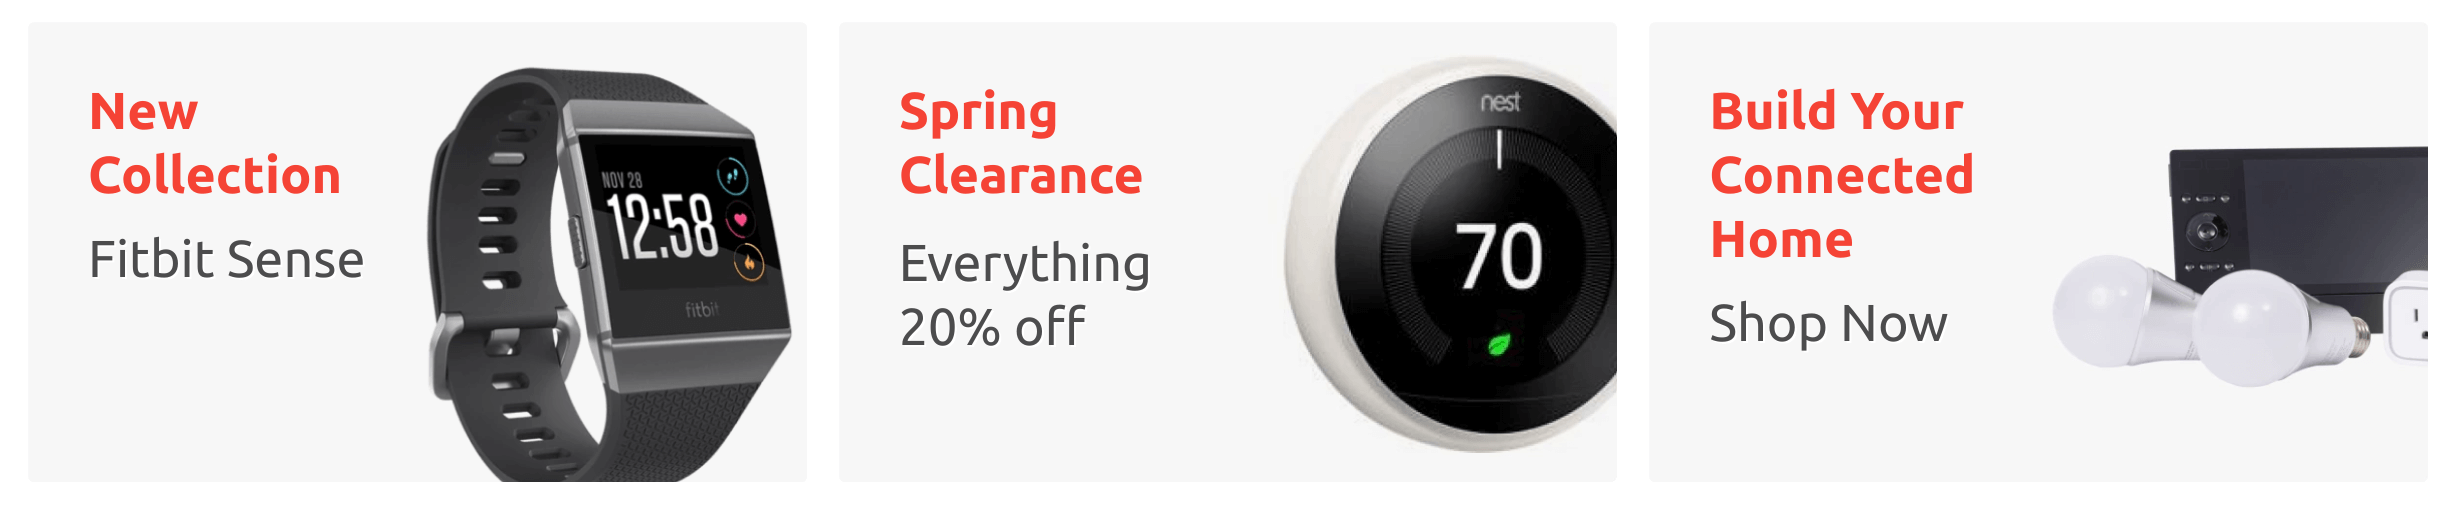 New
Collection
Fitbit Sense
NOV 28
12:58
fitbit
Spring
Clearance
Everything
20% off
nest
70
Build Your
Connected
Home
Shop Now